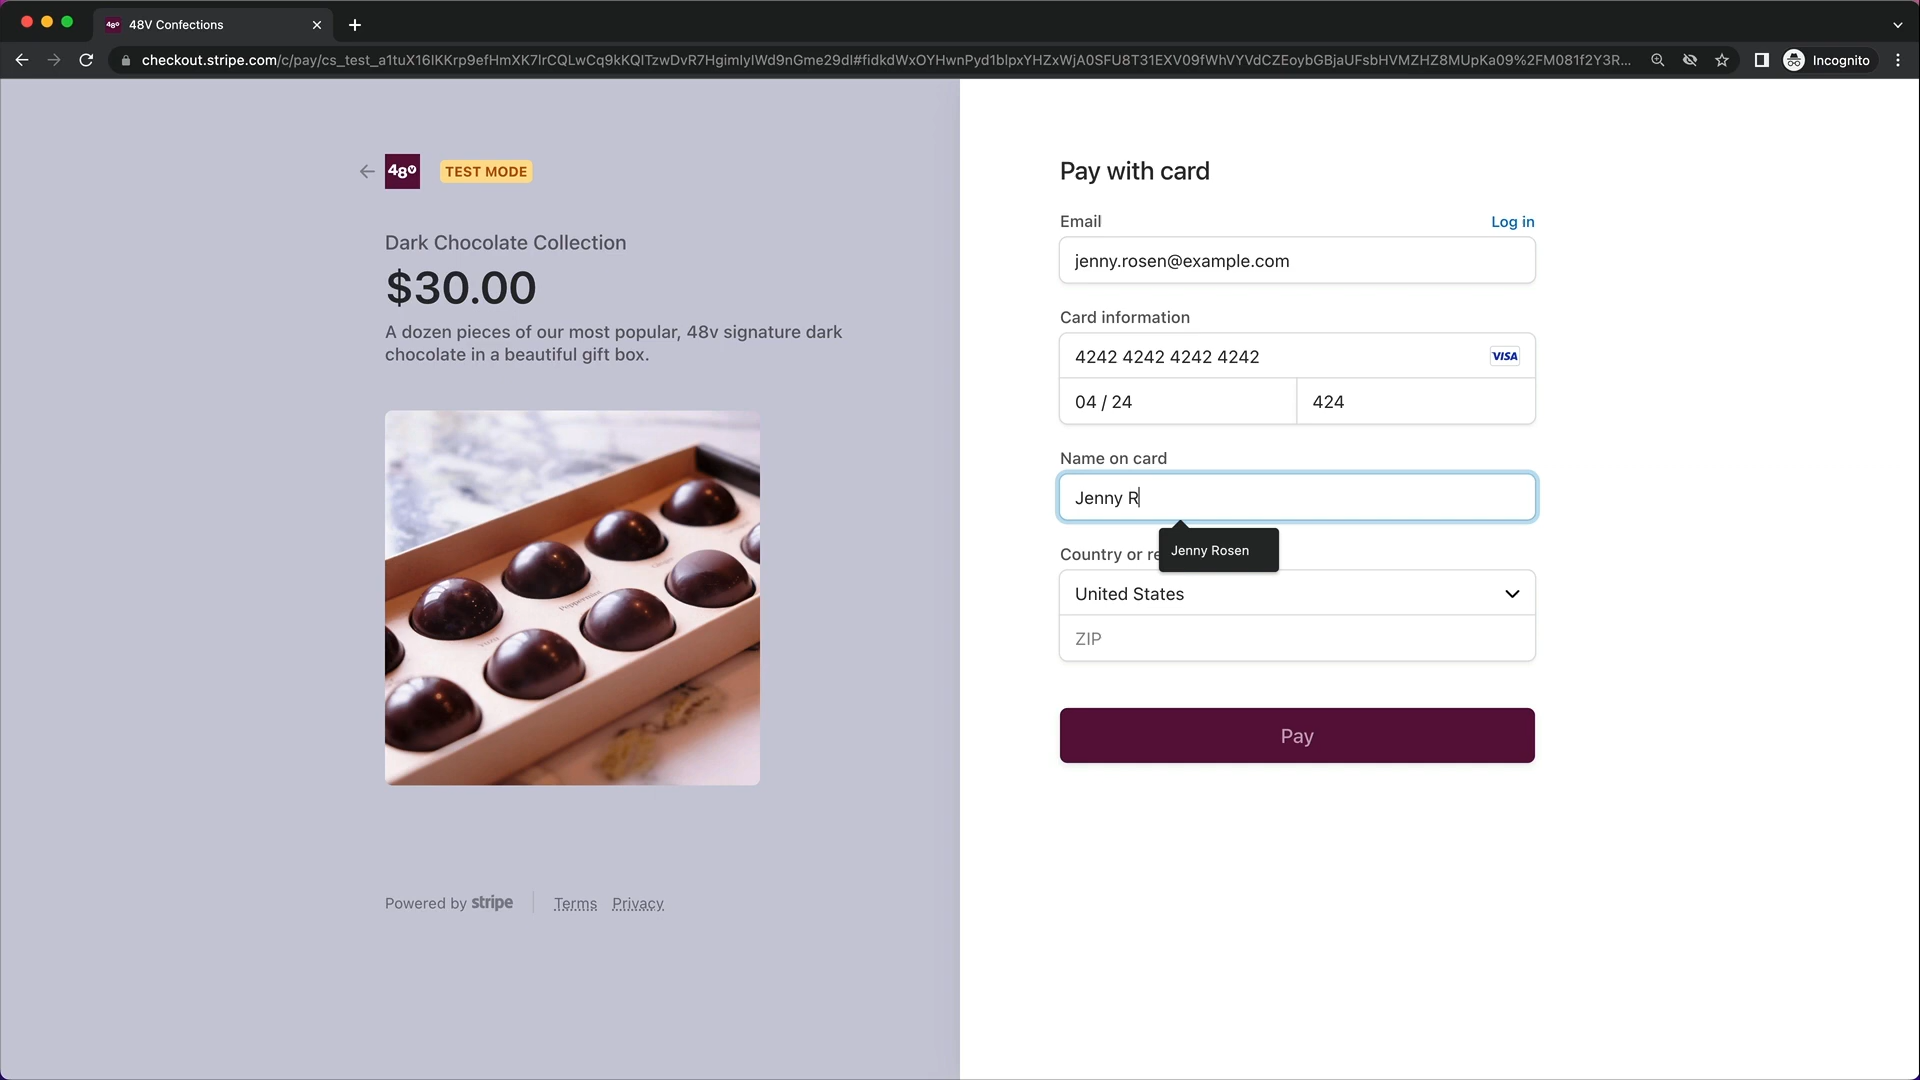 48V Confections
checkout.stripe.com/c/pay/cs_test_a1tuX16lKKrp9efHmXK7lrCQLwCq9kKQITzwDvR7HgimlyIWd9nGme29dI#fidkdWxOYHwnPyd1blpxYHZxWjA0SFU8T31EXV09fWhVYVdCZEoybGBjaUFsbHVMZHZ8MUpKa09%2FM081f2Y3R...
Incognito
48v
TEST MODE
Dark Chocolate Collection
$30.00
A dozen pieces of our most popular, 48v signature dark
chocolate in a beautiful gift box.
Peppermint
Powered by stripe
Terms Privacy
Pay with card
Email Log in
jenny.rosen@example.com
Card information
4242 4242 4242 4242 VISA
04 / 24 424
Name on card
Jenny R
Jenny Rosen
Country or re
United States
ZIP
Pay